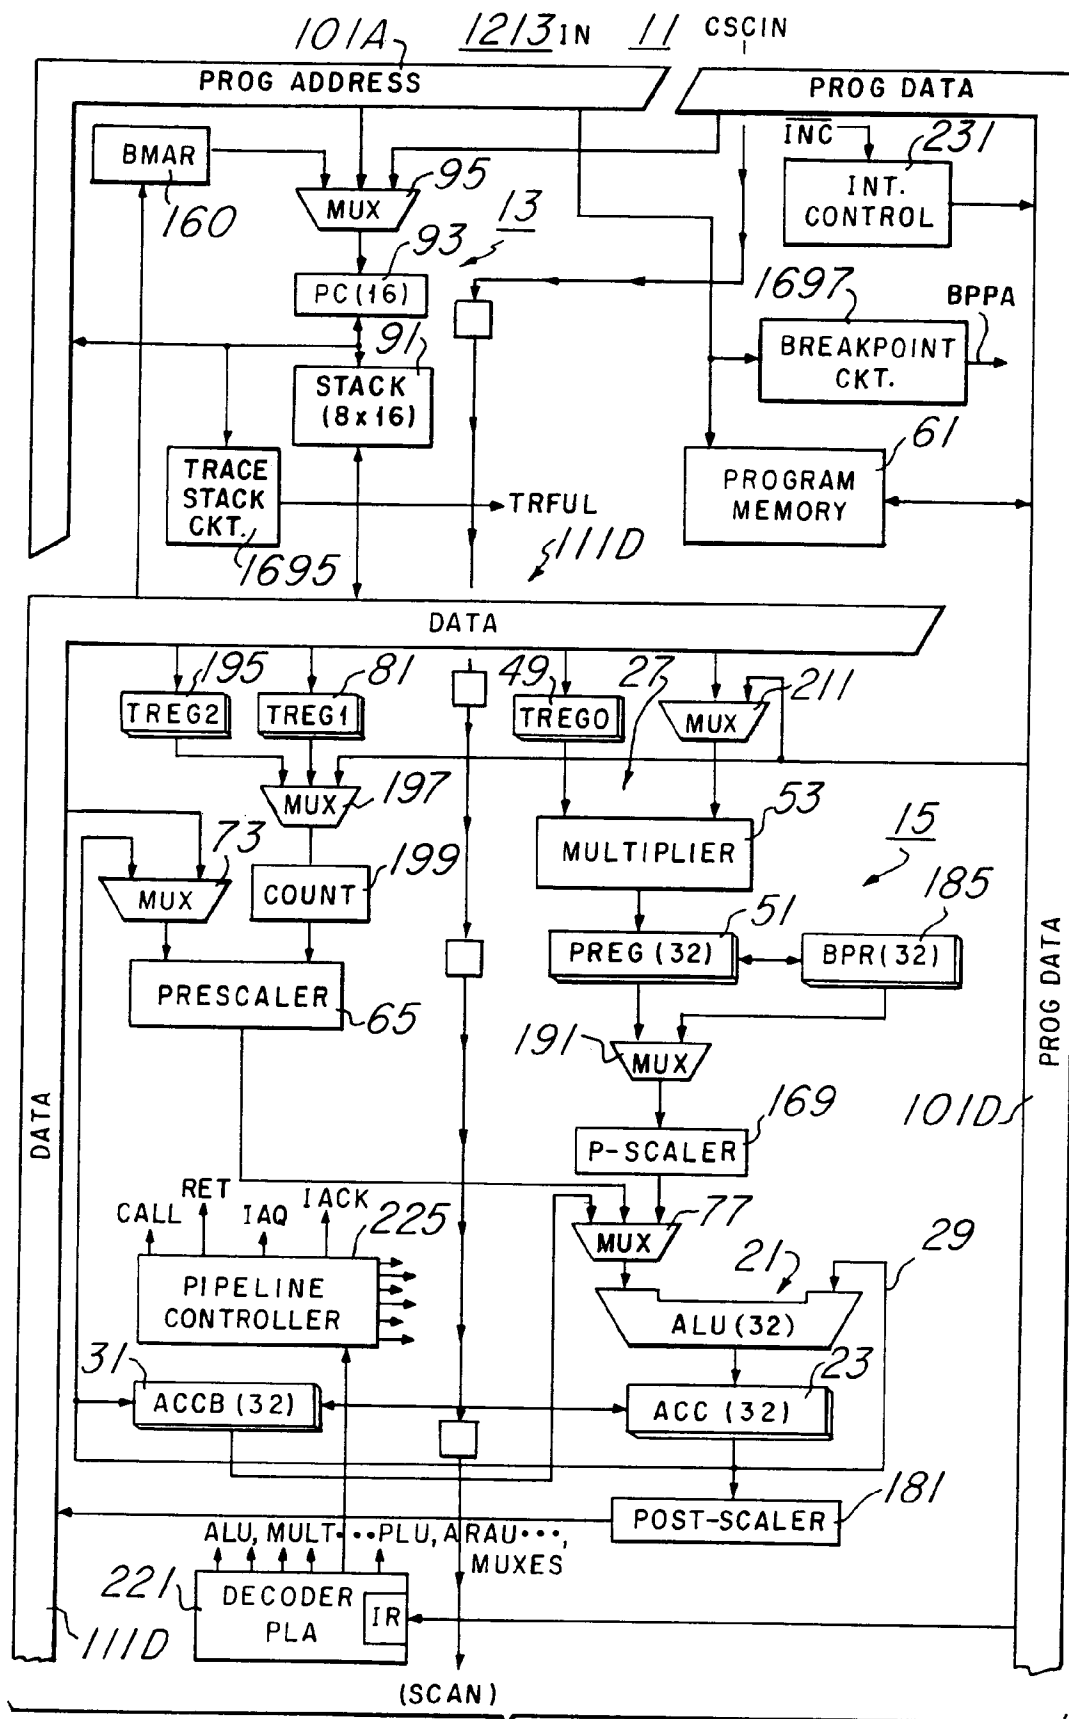 101A
1213 IN
11
CSCIN
PROG ADDRESS
PROG DATA
INC
231
BMAR
160
MUX
95
13
INT.
CONTROL
93
PC (16)
1697
BPPA
91
BREAKPOINT
CKT.
STACK
(8x16)
61
TRACE
STACK
CKT.
TRFUL
PROGRAM
MEMORY
1695
111D
DATA
195
81
49
27
211
TREG2
TREG1
TREG0
MUX
MUX
197
53
73
MULTIPLIER
15
MUX
COUNT
199
185
51
PREG (32)
BPR (32)
PRESCALER
65
191
MUX
PROG DATA
DATA
169
101D
P-SCALER
CALL
RET
IAQ
IACK
225
77
MUX
29
PIPELINE
CONTROLLER
21
ALU (32)
31
23
ACCB (32)
ACC (32)
181
POST-SCALER
ALU, MULT···PLU, ARAU···,
MUXES
221
DECODER
PLA
IR
111D
(SCAN)